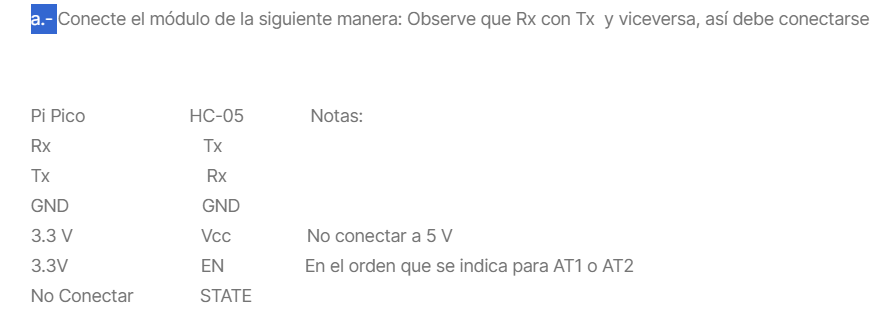 a.- Conecte el módulo de la siguiente manera: Observe que Rx con Tx y viceversa, así debe conectarse
Pi Pico HC-05 Notas:
Rx Tx
Tx Rx
GND GND
3.3 V Vcc No conectar a 5 V
3.3V EN En el orden que se indica para AT1 o AT2
No Conectar STATE